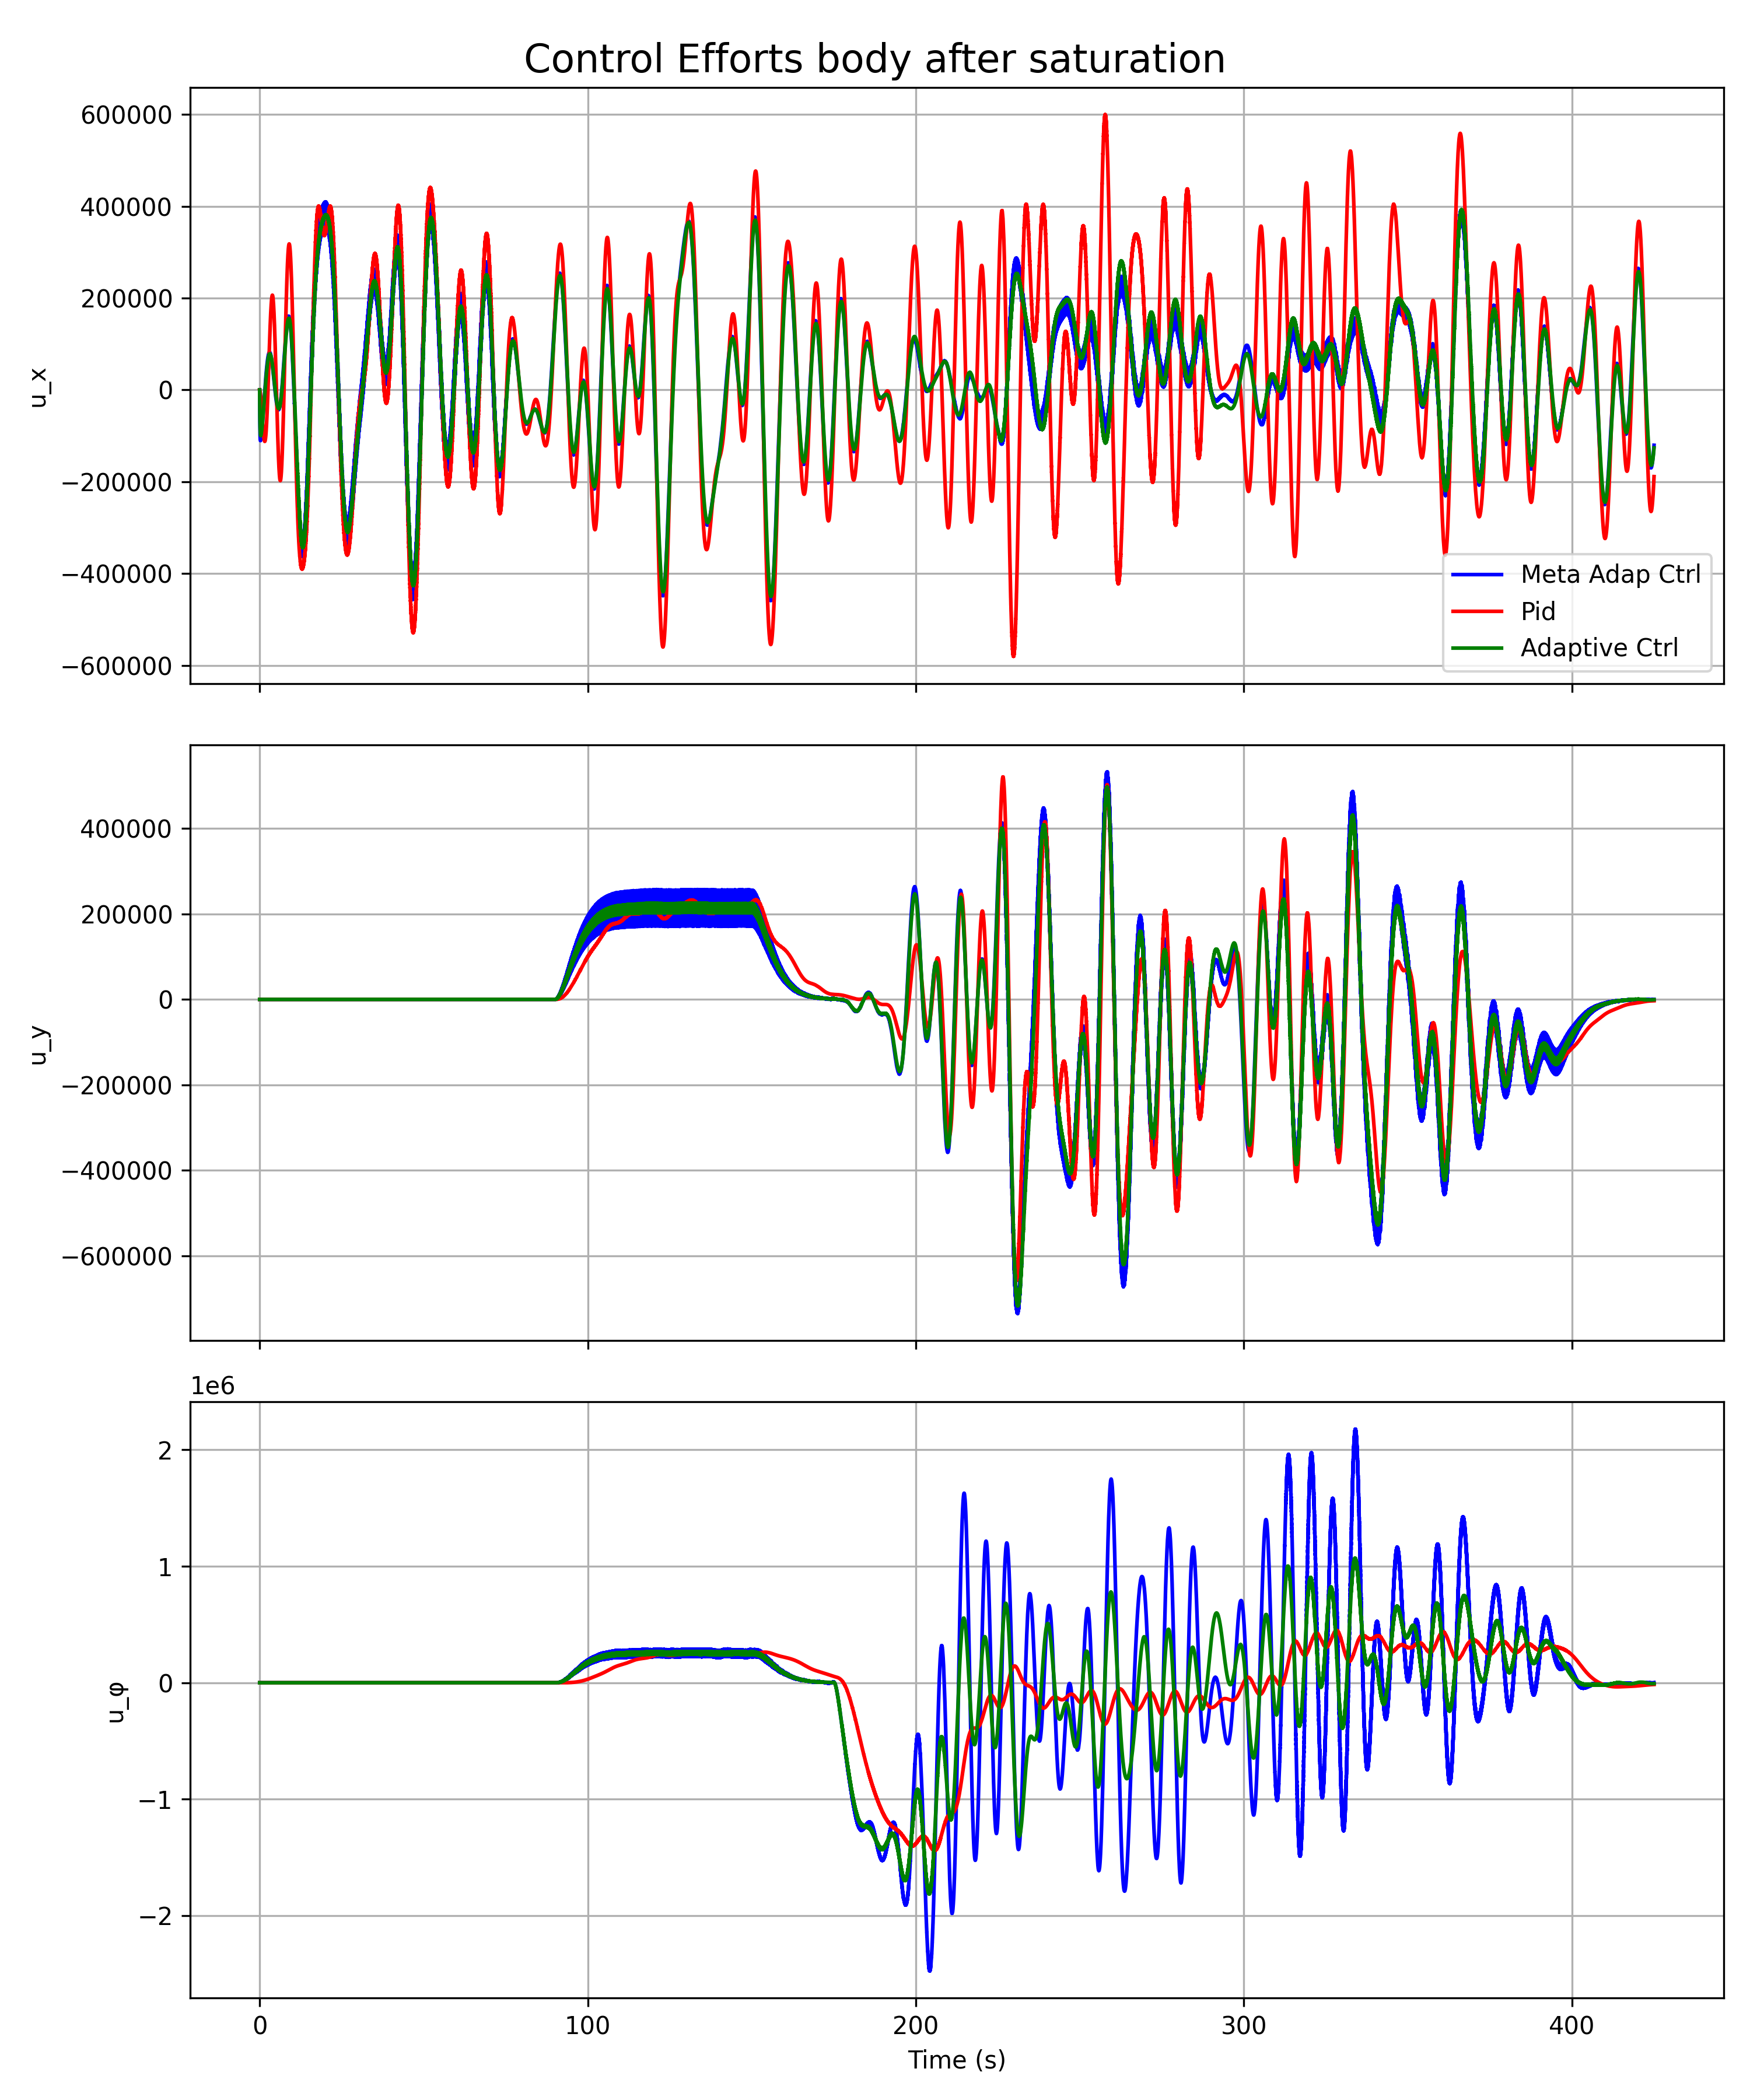 Control Efforts body after saturation
600000
400000
200000
0
−200000
−400000
−600000
u_x
Meta Adap Ctrl
Pid
Adaptive Ctrl
400000
200000
0
−200000
−400000
−600000
u_y
1e6
2
1
0
−1
−2
u_φ
0 100 200 300 400
Time (s)